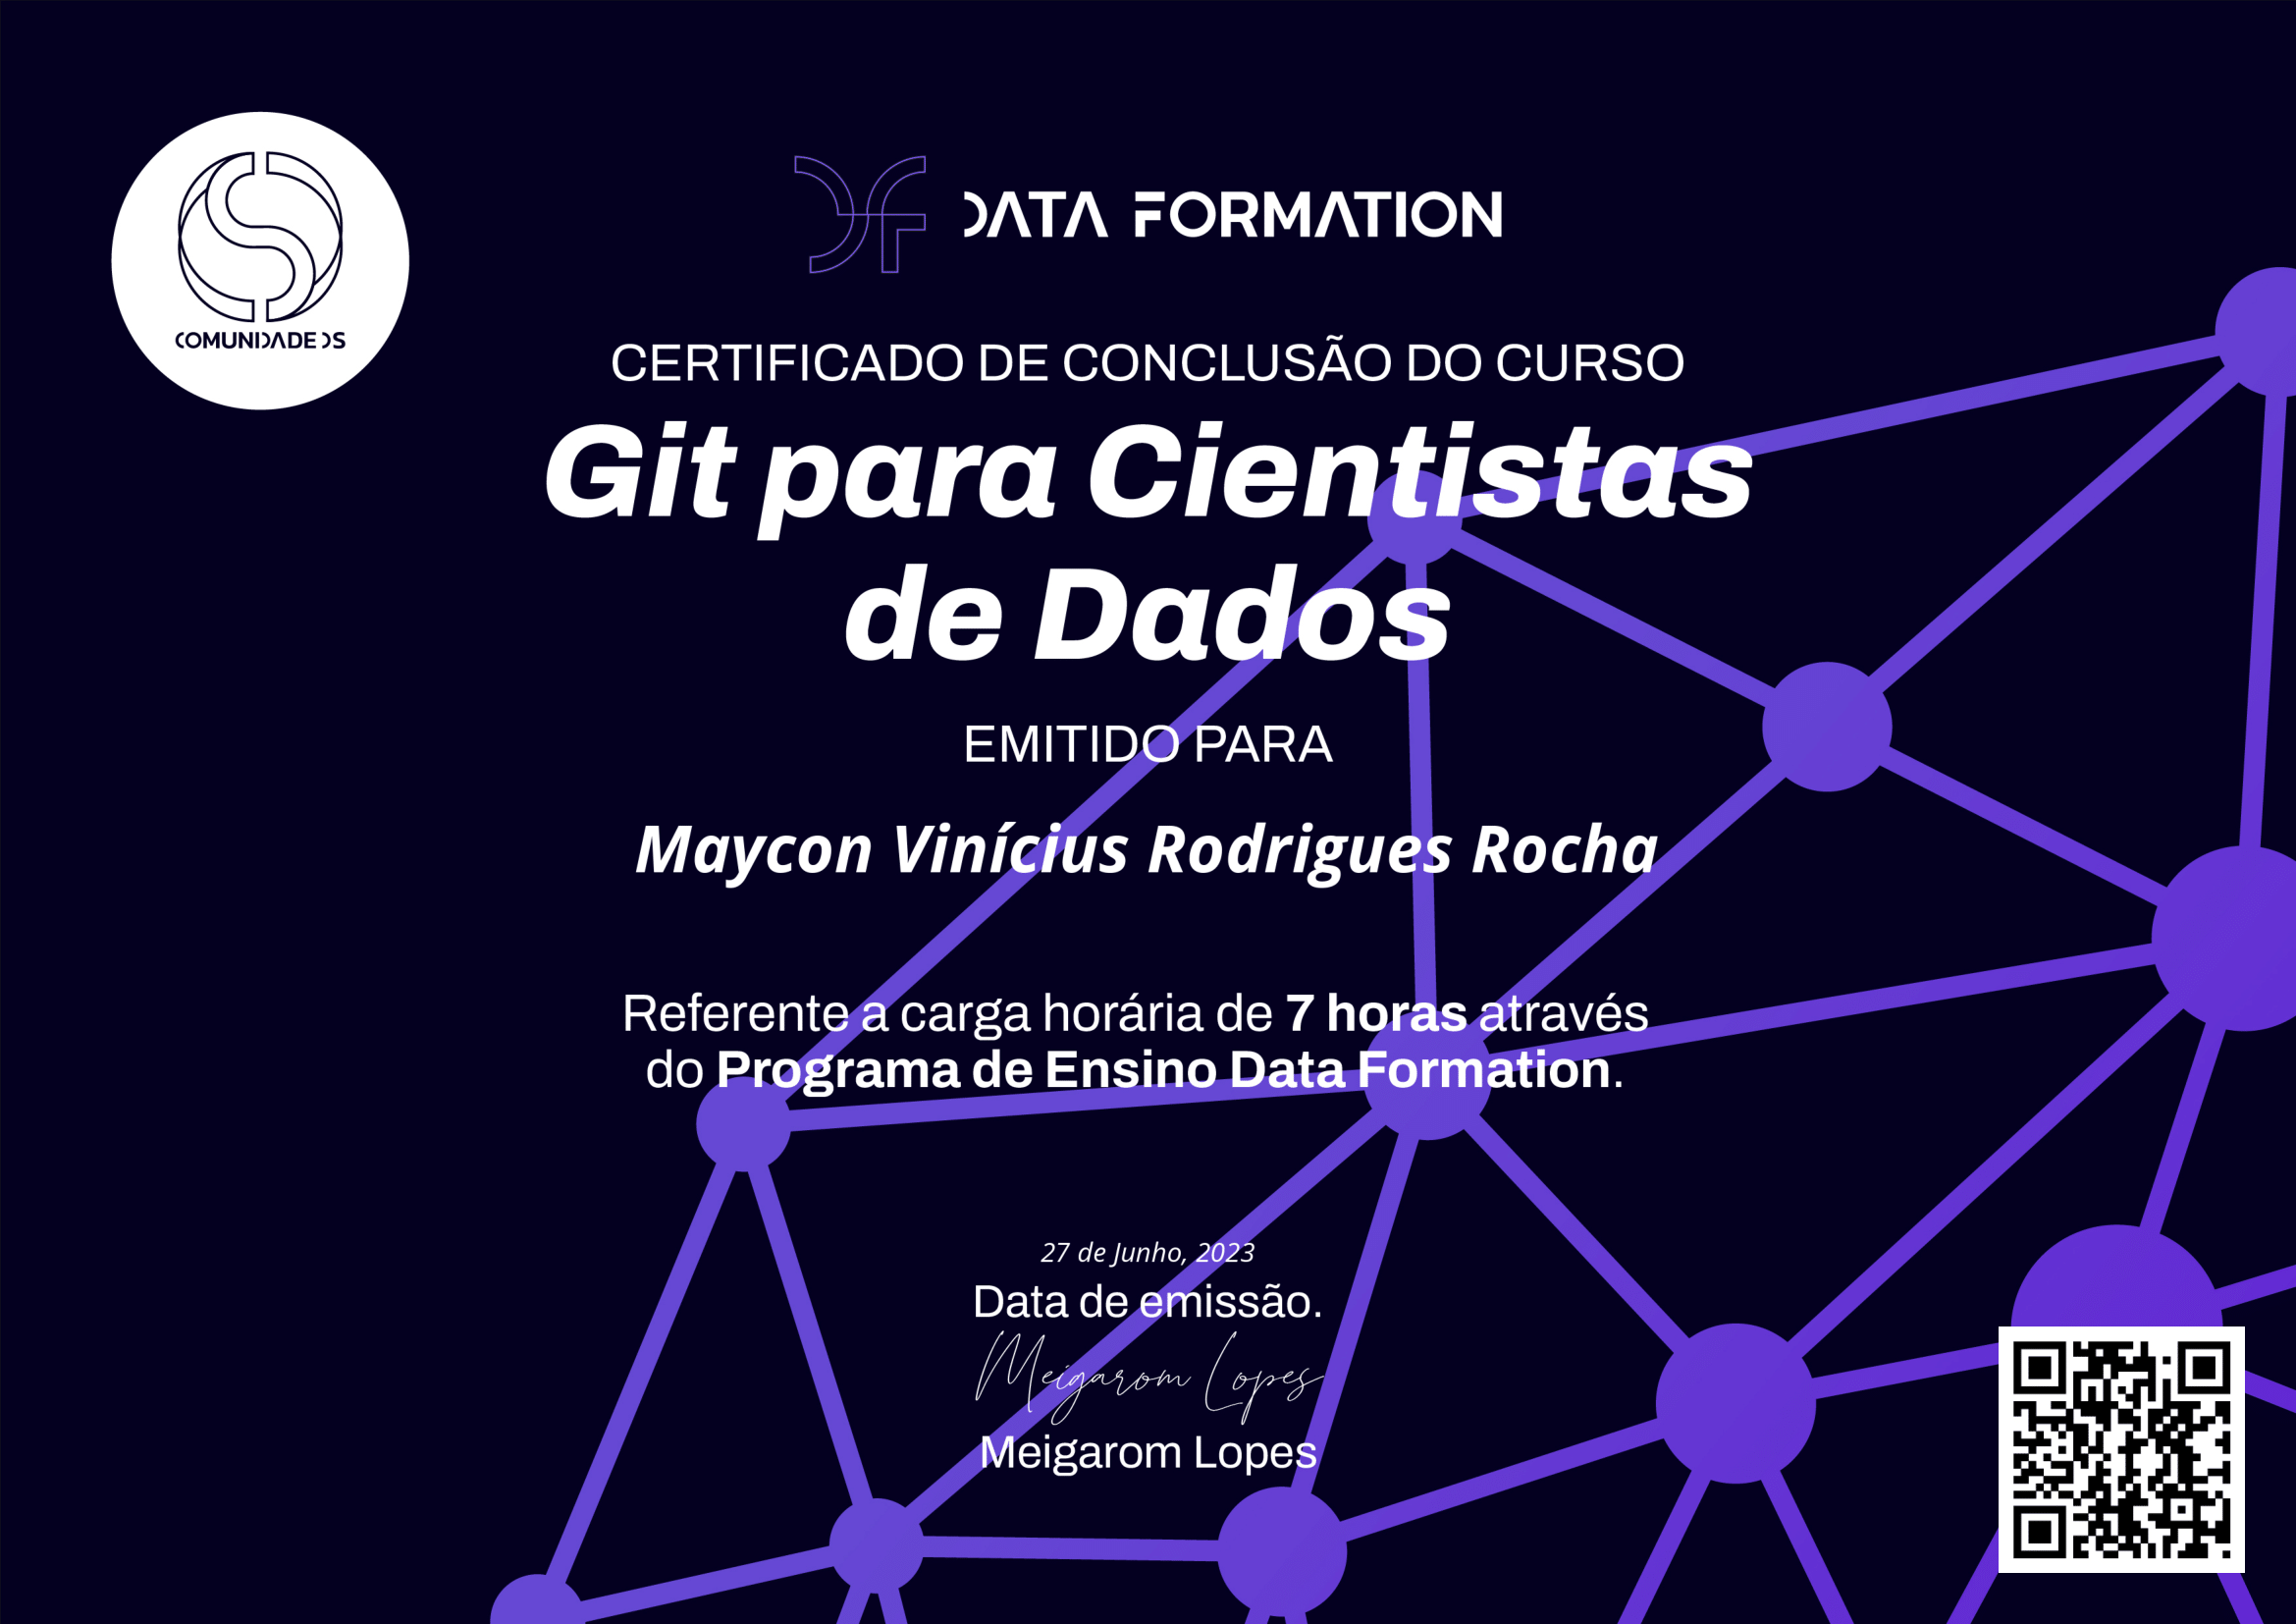 COMUNIDADE DS
DATA FORMATION
CERTIFICADO DE CONCLUSÃO DO CURSO
Git para Cientistas
de Dados
EMITIDO PARA
Maycon Vinícius Rodrigues Rocha
Referente a carga horária de 7 horas através
do Programa de Ensino Data Formation.
27 de Junho, 2023
Data de emissão.
Meigarom Lopes
Meigarom Lopes